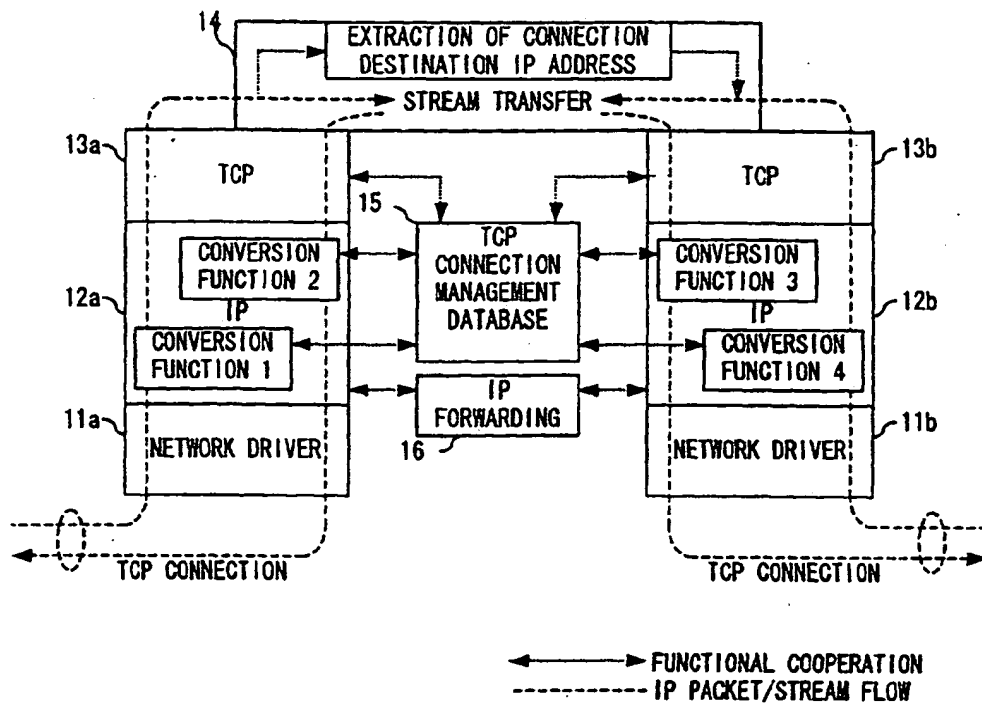 14
EXTRACTION OF CONNECTION
DESTINATION IP ADDRESS
STREAM TRANSFER
13a
TCP
TCP
13b
15
TCP
CONNECTION
MANAGEMENT
DATABASE
12a
CONVERSION
FUNCTION 2
IP
CONVERSION
FUNCTION 1
CONVERSION
FUNCTION 3
IP
CONVERSION
FUNCTION 4
12b
11a
NETWORK DRIVER
IP
FORWARDING
16
NETWORK DRIVER
11b
TCP CONNECTION
TCP CONNECTION
FUNCTIONAL COOPERATION
IP PACKET/STREAM FLOW